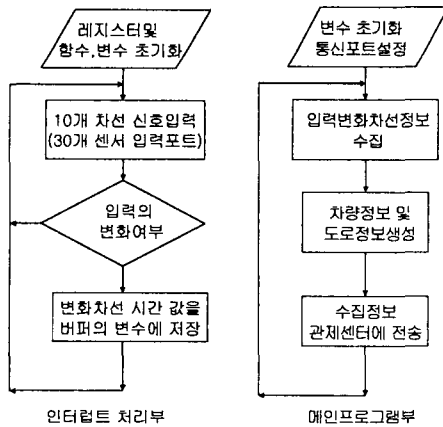 레지스터및
함수,변수 초기화
10개 차선 신호입력
(30개 센서 입력포트)
입력의
변화여부
변화차선 시간 값을
버퍼의 변수에 저장
인터럽트 처리부
변수 초기화
통신포트설정
입력변화차선정보
수집
차량정보 및
도로정보생성
수집정보
관제센터에 전송
메인프로그램부